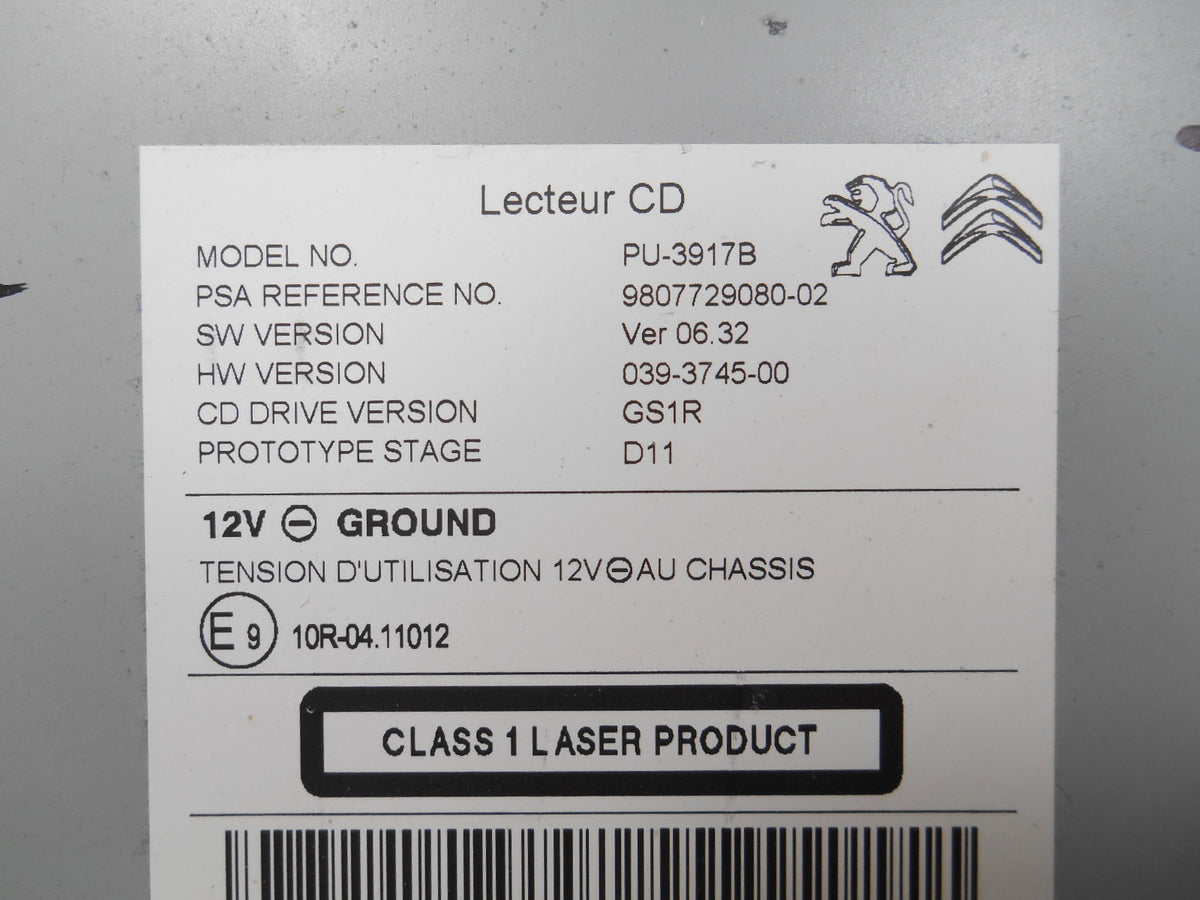 Lecteur CD
MODEL NO. PU-3917B
PSA REFERENCE NO. 9807729080-02
SW VERSION Ver 06.32
HW VERSION 039-3745-00
CD DRIVE VERSION GS1R
PROTOTYPE STAGE D11
12V ⊖ GROUND
TENSION D'UTILISATION 12V⊖AU CHASSIS
E 9 10R-04.11012
CLASS 1 LASER PRODUCT